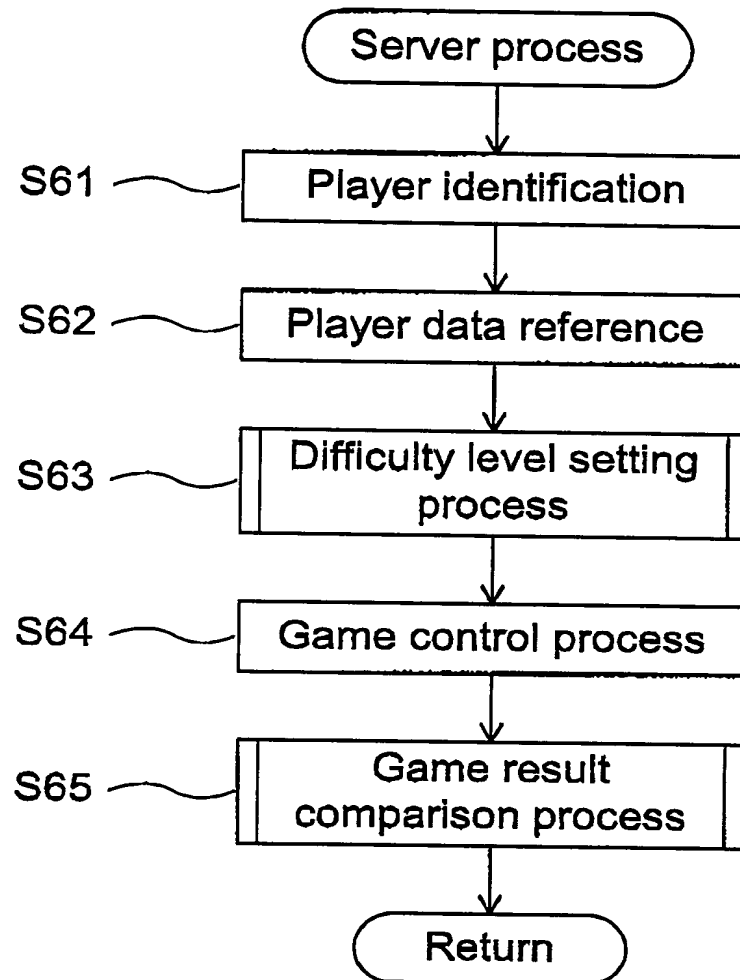 Server process
S61
Player identification
S62
Player data reference
S63
Difficulty level setting
process
S64
Game control process
S65
Game result
comparison process
Return